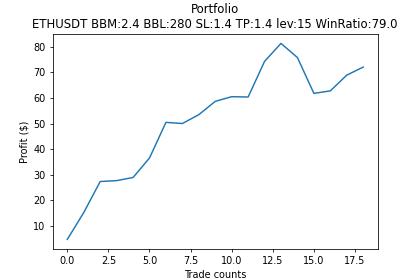 Portfolio
ETHUSDT BBM:2.4 BBL:280 SL:1.4 TP:1.4 lev:15 WinRatio:79.0
80
70
60
50
40
30
20
10
Profit ($)
0.0 2.5 5.0 7.5 10.0 12.5 15.0 17.5
Trade counts